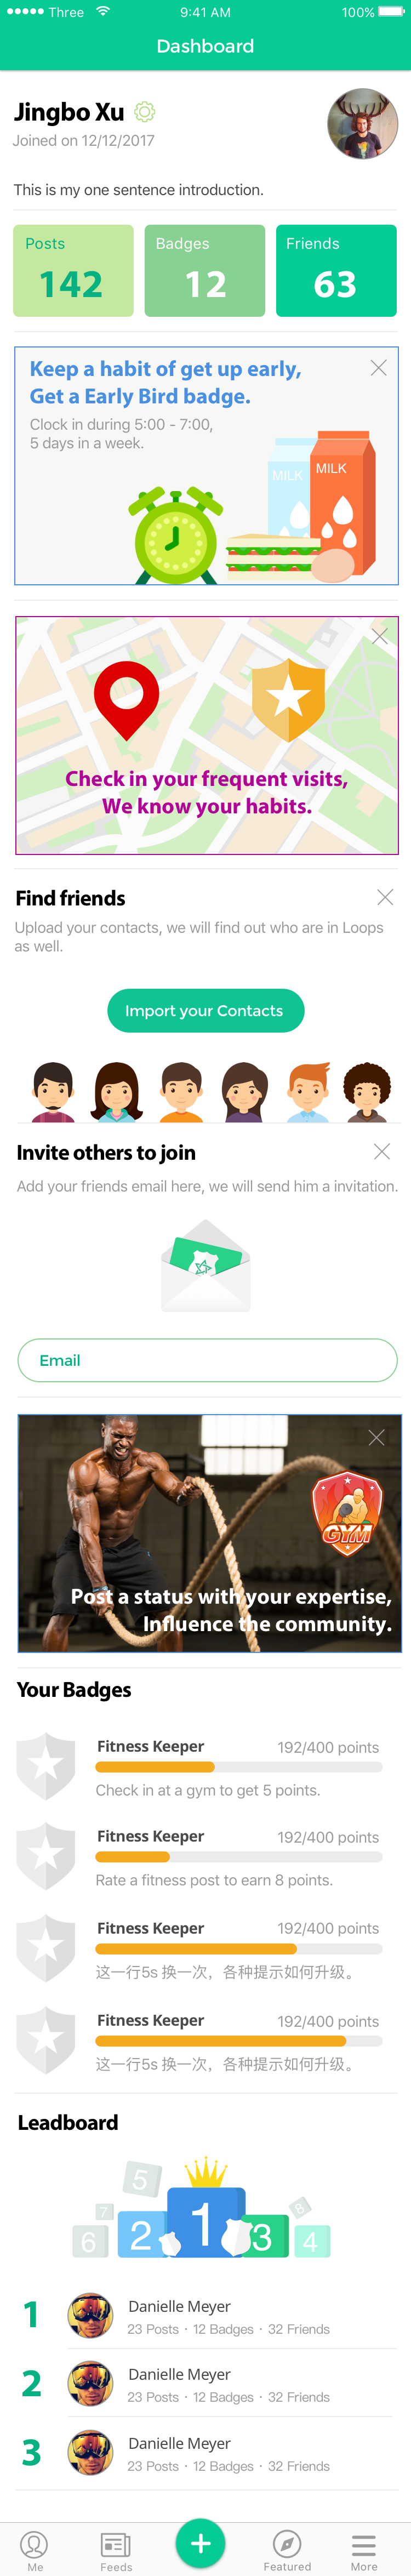 Three 9:41 AM 100%
Dashboard
Jingbo Xu
Joined on 12/12/2017
This is my one sentence introduction.
Posts Badges Friends
142 12 63
Keep a habit of get up early,
Get a Early Bird badge.
Clock in during 5:00 - 7:00,
5 days in a week.
MILK MILK
Check in your frequent visits,
We know your habits.
Find friends
Upload your contacts, we will find out who are in Loops
as well.
Import your Contacts
Invite others to join
Add your friends email here, we will send him a invitation.
Email
GYM
Post a status with your expertise,
Influence the community.
Your Badges
Fitness Keeper 192/400 points
Check in at a gym to get 5 points.
Fitness Keeper 192/400 points
Rate a fitness post to earn 8 points.
Fitness Keeper 192/400 points
这一行5s 换一次，各种提示如何升级。
Fitness Keeper 192/400 points
这一行5s 换一次，各种提示如何升级。
Leadboard
5
7 8
6 2 1 3 4
1 Danielle Meyer
23 Posts · 12 Badges · 32 Friends
2 Danielle Meyer
23 Posts · 12 Badges · 32 Friends
3 Danielle Meyer
23 Posts · 12 Badges · 32 Friends
Me Feeds Featured More